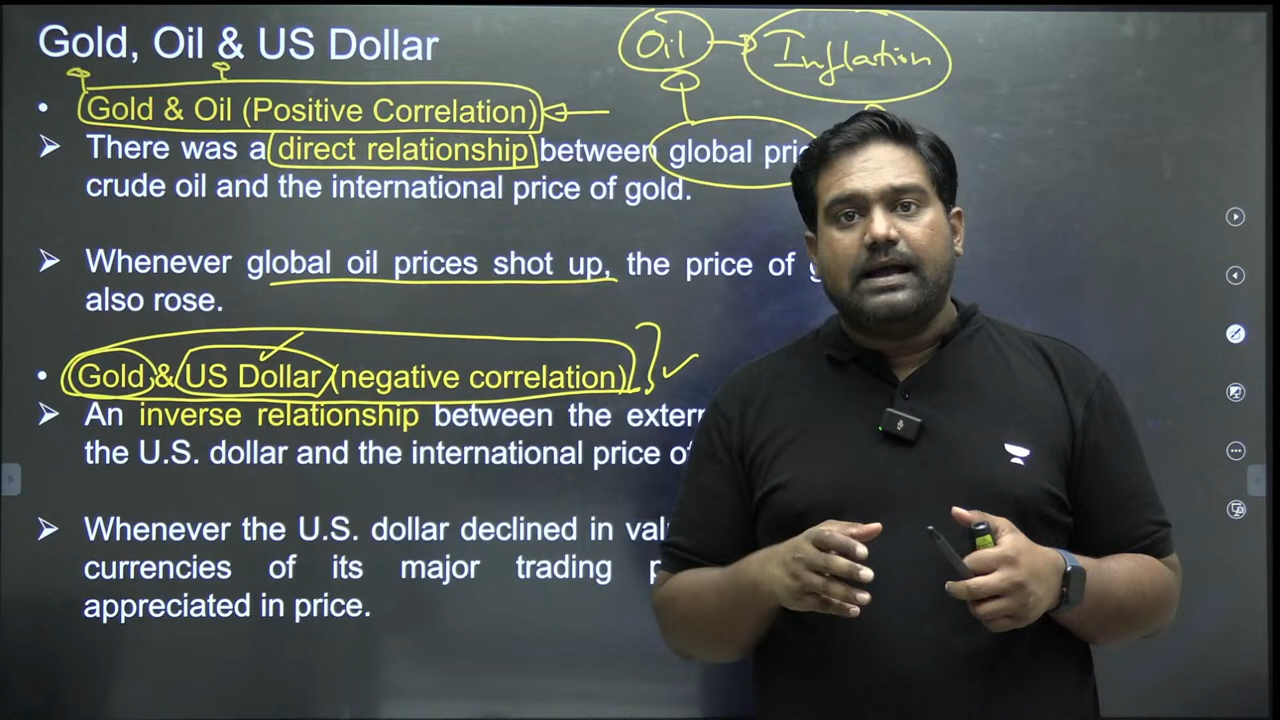 Gold, Oil & US Dollar
Oil
Inflation
• Gold & Oil (Positive Correlation)
➢ There was a direct relationship between global
crude oil and the international price of gold.
➢ Whenever global oil prices shot up, the price of
also rose.
• Gold & US Dollar (negative correlation)
➢ An inverse relationship between the
the U.S. dollar and the international price
➢ Whenever the U.S. dollar declined in
currencies of its major trading
appreciated in price.